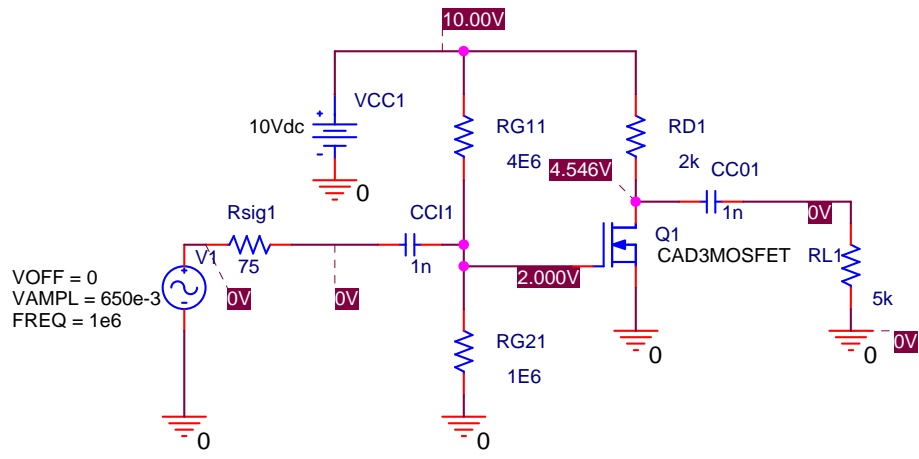 10.00V
VCC1
10Vdc
0
RG11
4E6
RD1
2k
4.546V
CC01
1n
0V
Rsig1
75
CCI1
1n
Q1
CAD3MOSFET
RL1
5k
V1
VOFF = 0
VAMPL = 650e-3
FREQ = 1e6
0V
0V
2.000V
RG21
1E6
0
0V
0
0
0